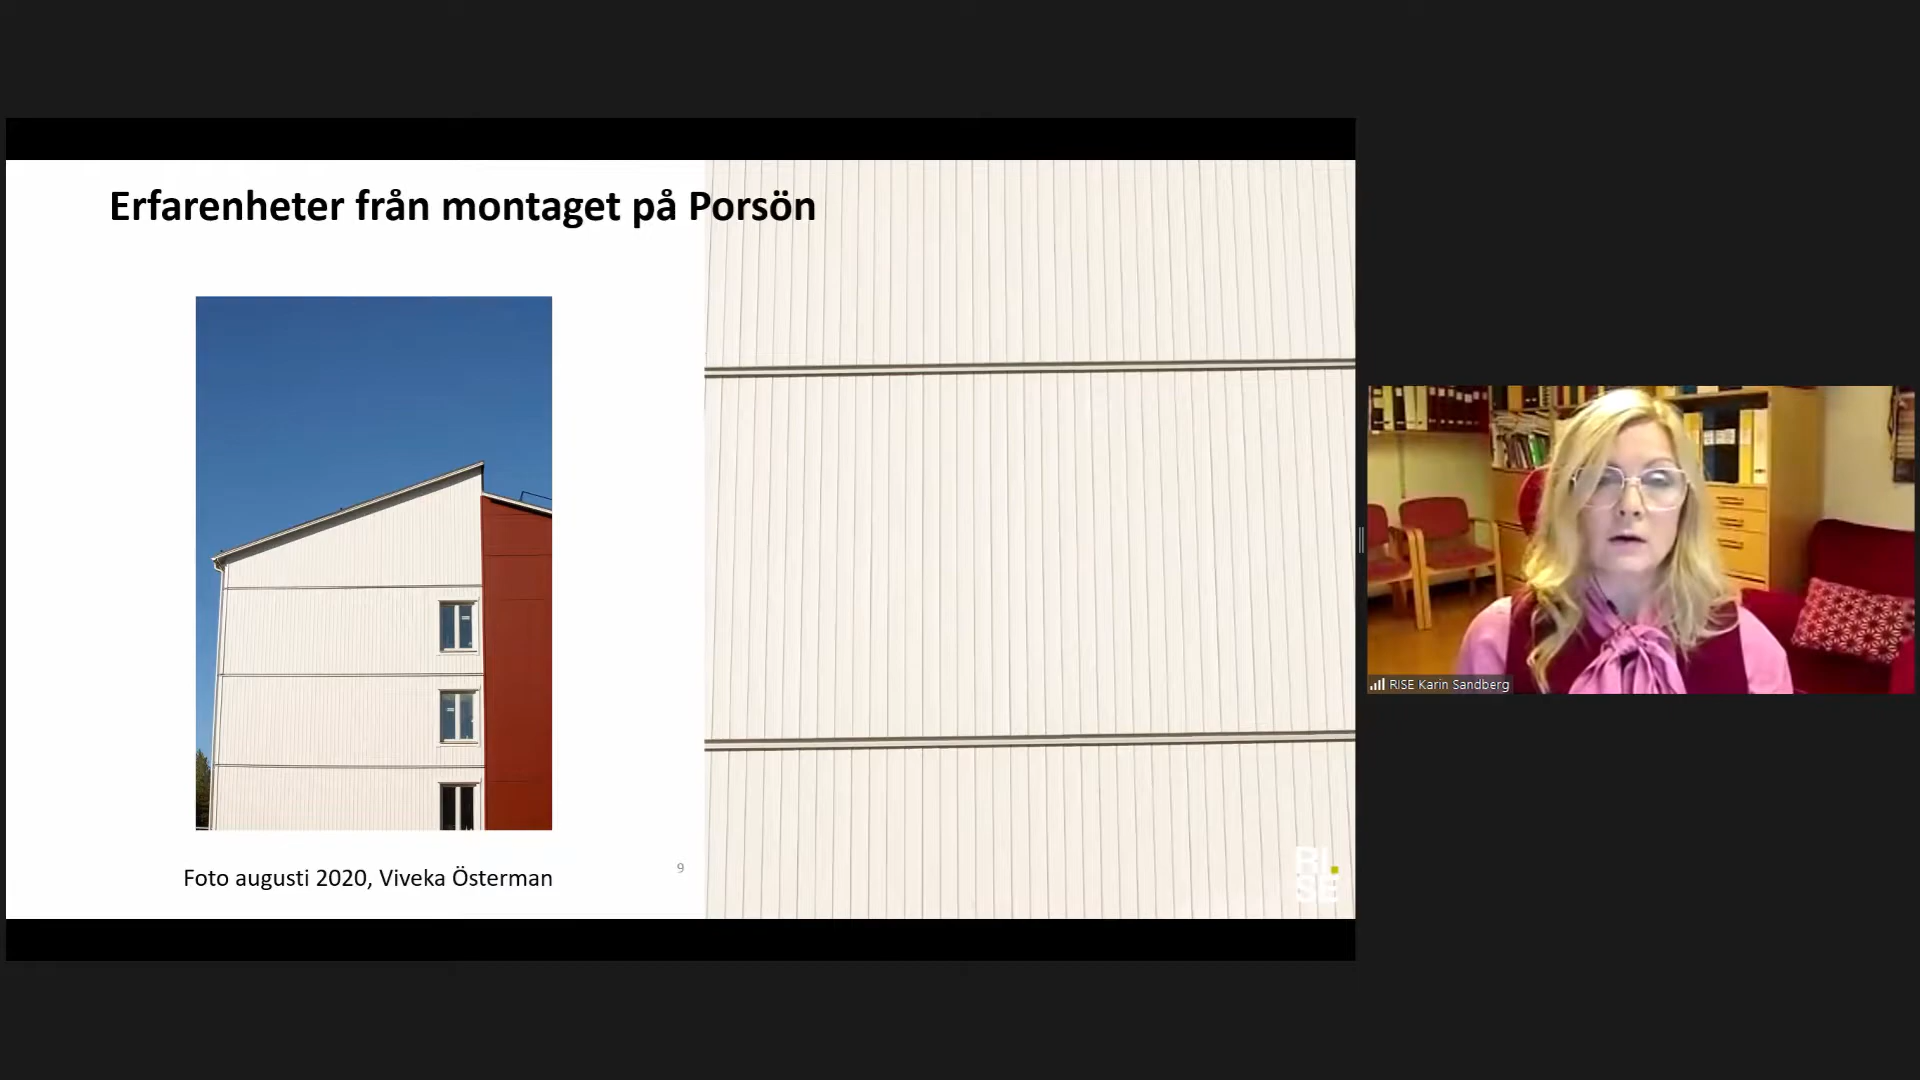 Erfarenheter från montaget på Porsön
Foto augusti 2020, Viveka Österman
9
RI.
SE
RISE Karin Sandberg